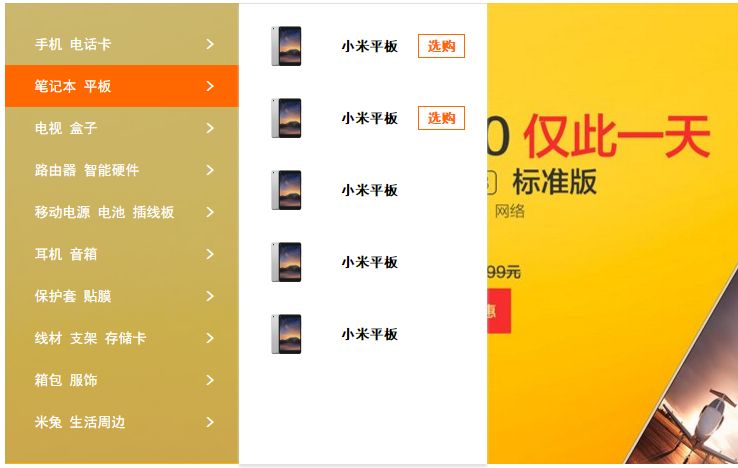 手机 电话卡
笔记本 平板
电视 盒子
路由器 智能硬件
移动电源 电池 插线板
耳机 音箱
保护套 贴膜
线材 支架 存储卡
箱包 服饰
米兔 生活周边
小米平板 选购
小米平板 选购
小米平板
小米平板
小米平板
0 仅此一天
标准版
网络
99元
惠